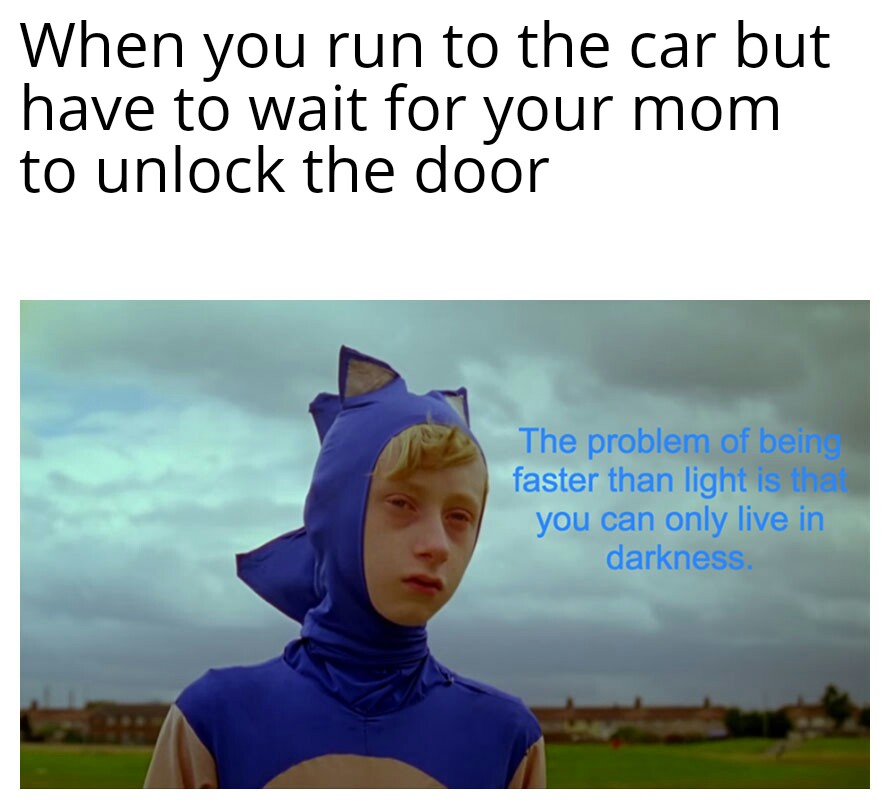 When you run to the car but
have to wait for your mom
to unlock the door
The problem of being
faster than light is that
you can only live in
darkness.